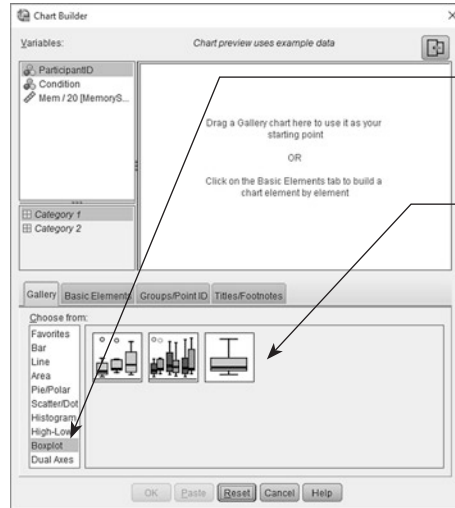 Chart Builder
Variables:
Chart preview uses example data
ParticipantID
Condition
Mem / 20 [MemoryS...
Drag a Gallery chart here to use it as your
starting point
OR
Click on the Basic Elements tab to build a
chart element by element
Category 1
Category 2
Gallery Basic Elements Groups/Point ID Titles/Footnotes
Choose from:
Favorites
Bar
Line
Area
Pie/Polar
Scatter/Dot
Histogram
High-Low
Boxplot
Dual Axes
OK Paste Reset Cancel Help